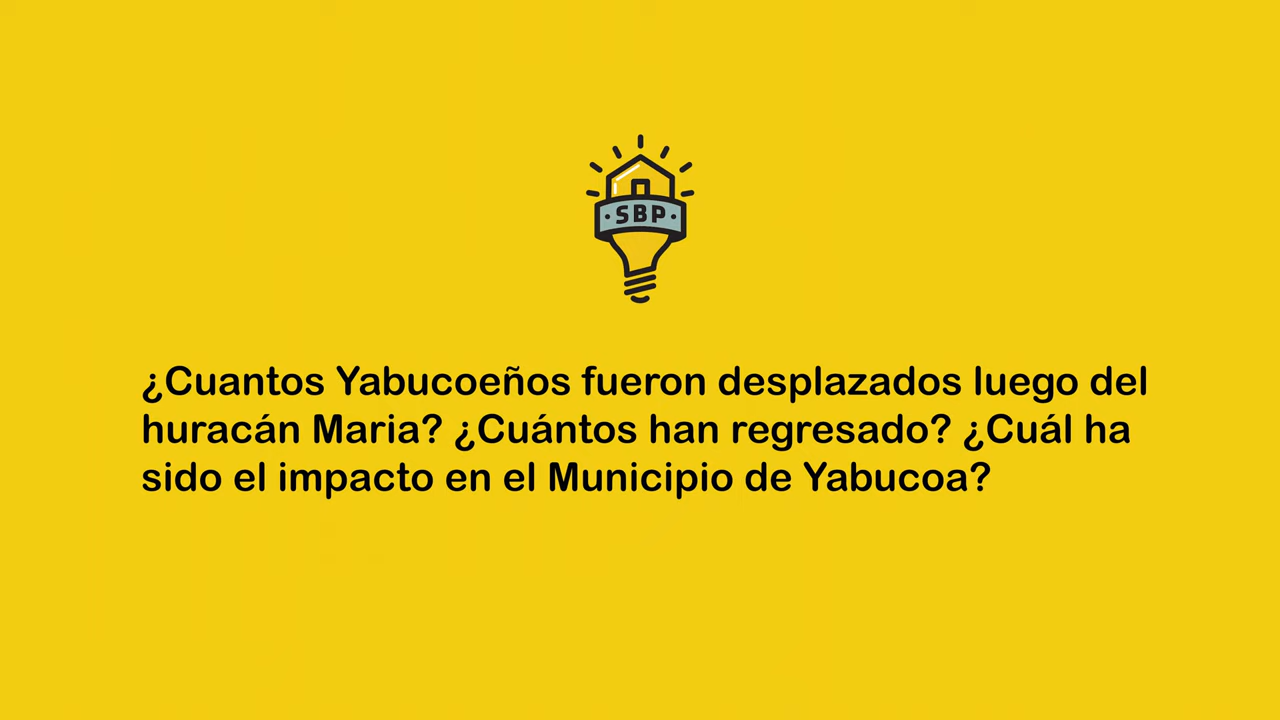 SBP
¿Cuantos Yabucoeños fueron desplazados luego del
huracán Maria? ¿Cuántos han regresado? ¿Cuál ha
sido el impacto en el Municipio de Yabucoa?